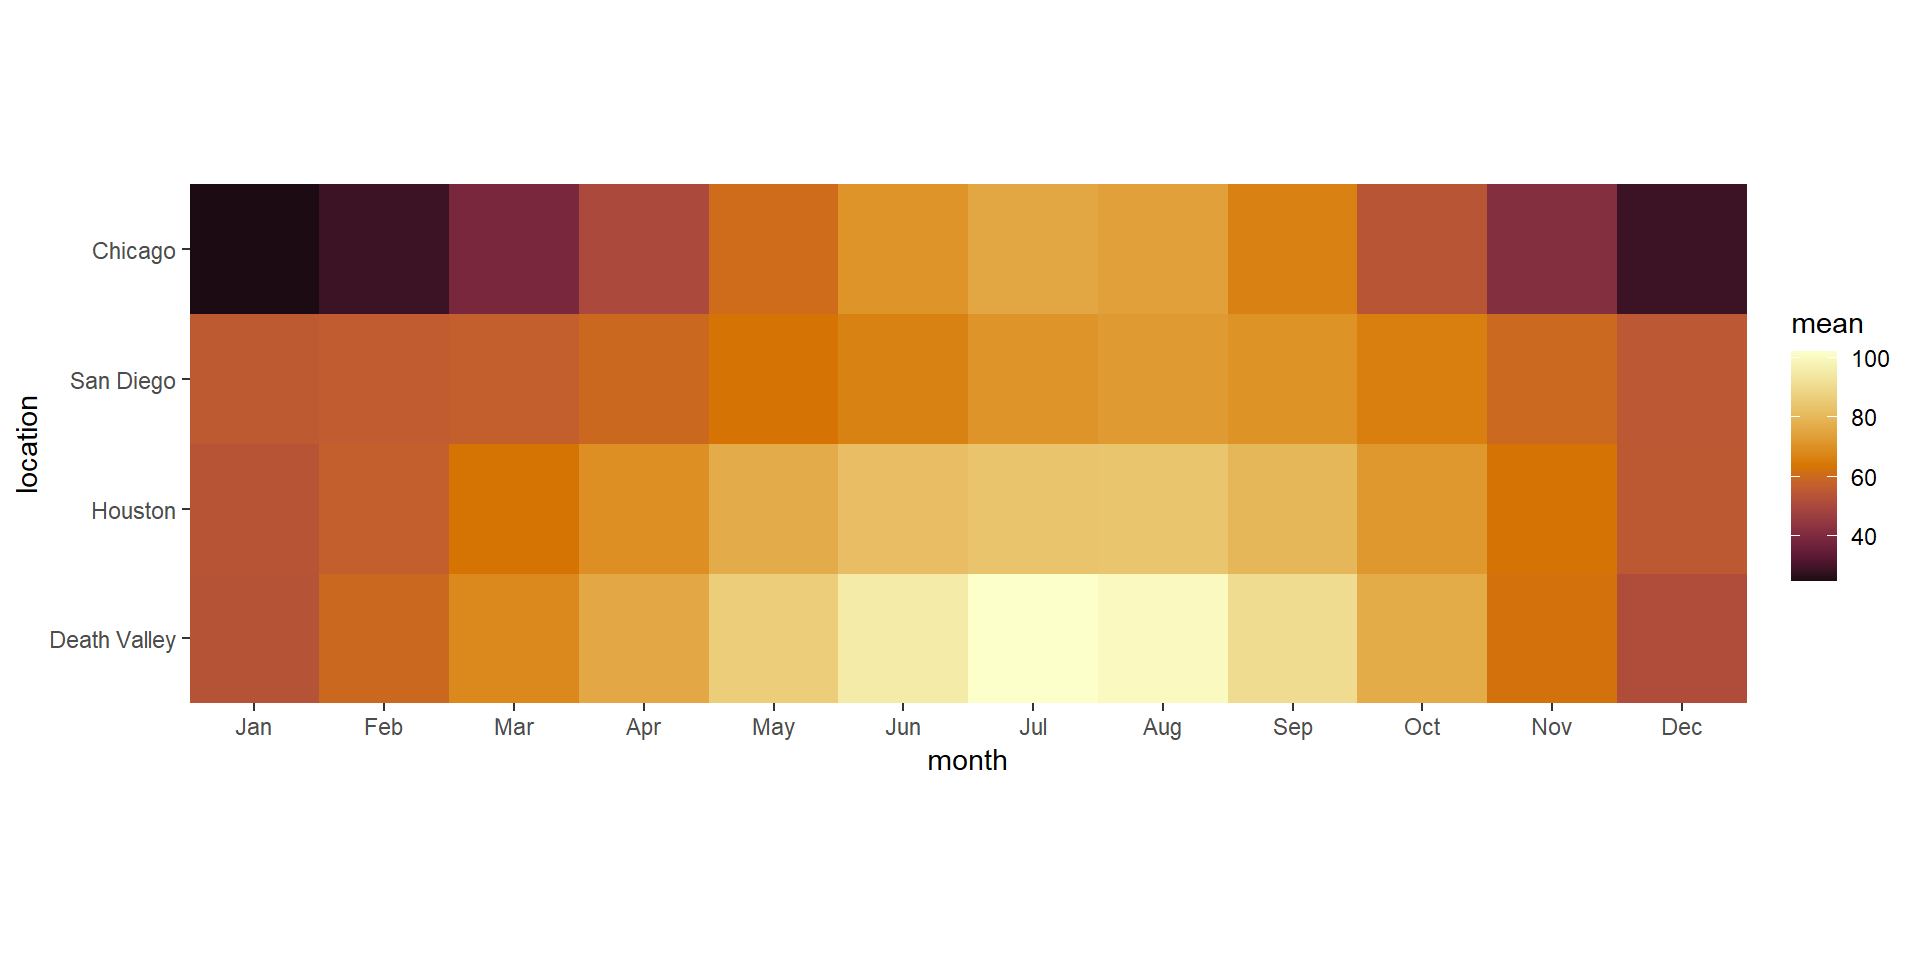 Chicago
San Diego
Houston
Death Valley
location
Jan Feb Mar Apr May Jun Jul Aug Sep Oct Nov Dec
month
mean
100
80
60
40